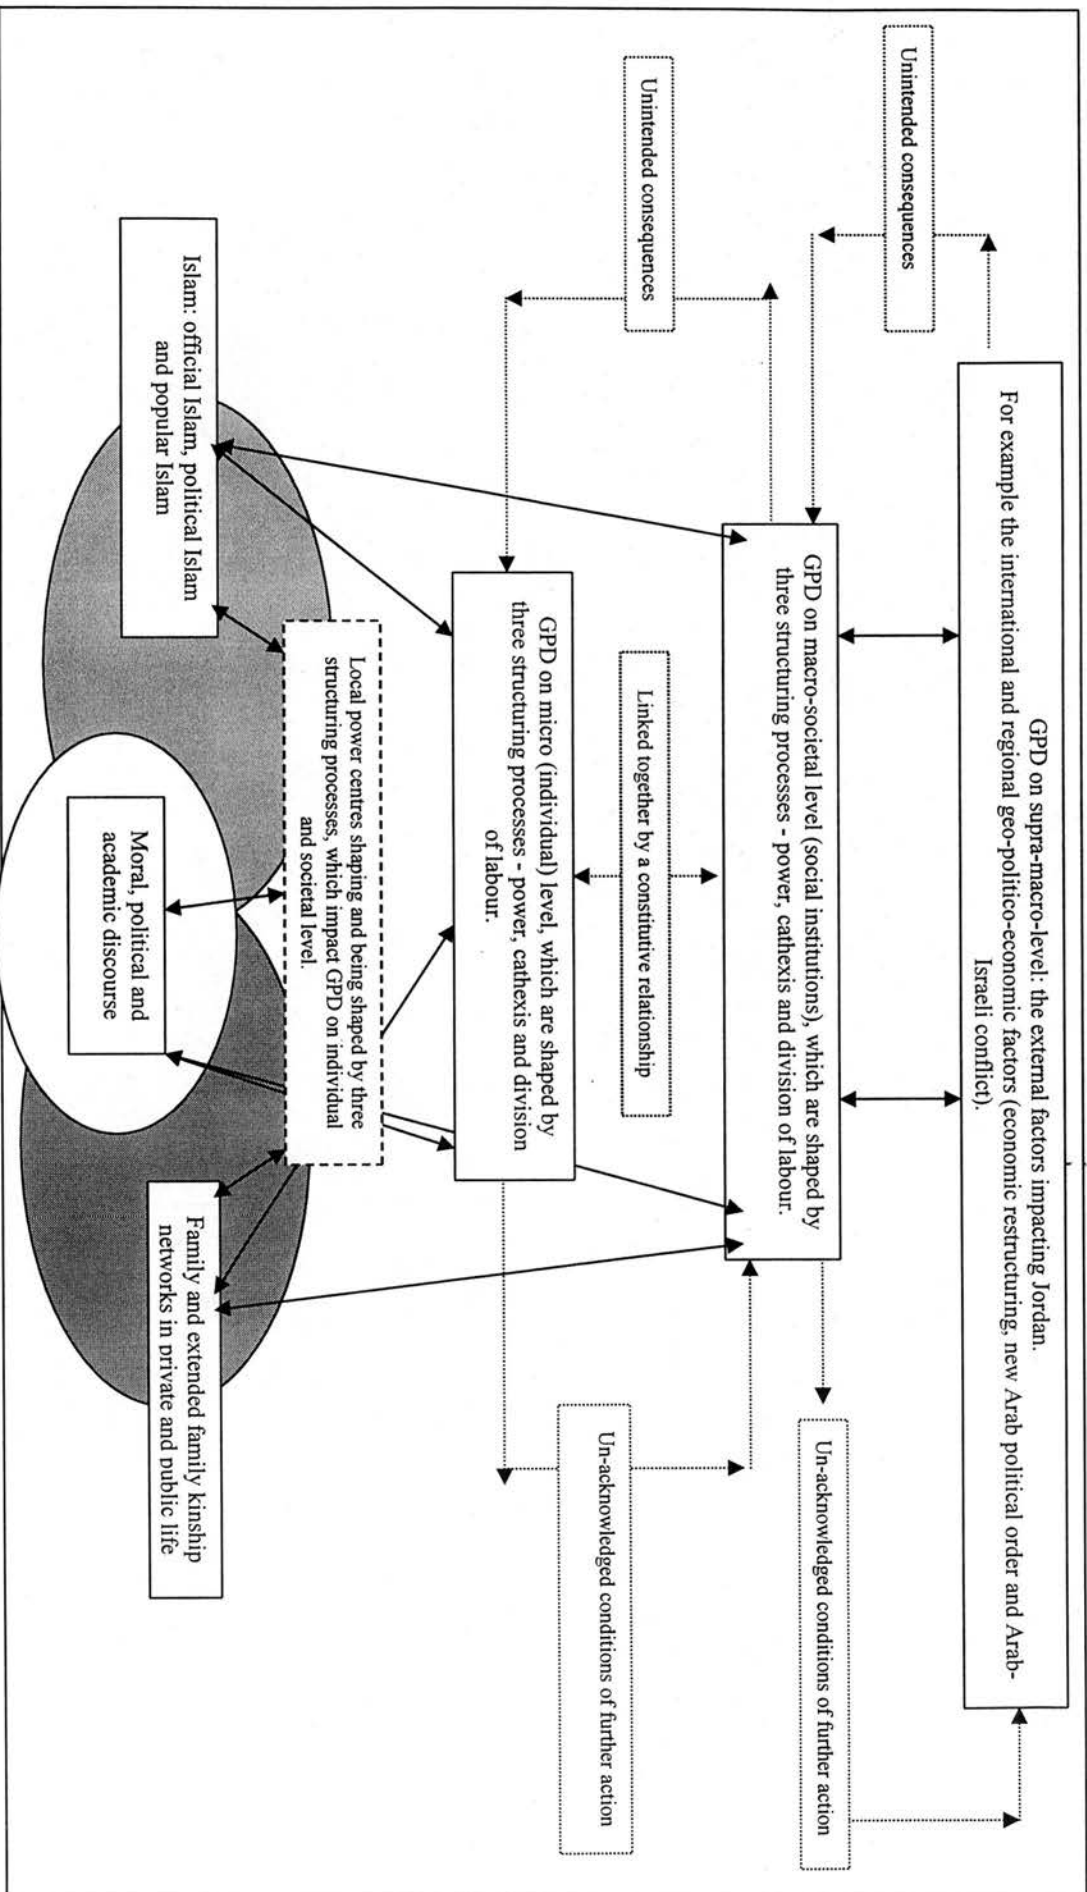 GPD on supra-macro-level: the external factors impacting Jordan.
For example the international and regional geo-politico-economic factors (economic restructuring, new Arab political order and Arab-
Israeli conflict).
Unintended consequences
Un-acknowledged conditions of further action
GPD on macro-societal level (social institutions), which are shaped by
three structuring processes - power, cathexis and division of labour.
Unintended consequences
Linked together by a constitutive relationship
Un-acknowledged conditions of further action
GPD on micro (individual) level, which are shaped by
three structuring processes - power, cathexis and division
of labour.
Local power centres shaping and being shaped by three
structuring processes, which impact GPD on individual
and societal level.
Islam: official Islam, political Islam
and popular Islam
Moral, political and
academic discourse
Family and extended family kinship
networks in private and public life